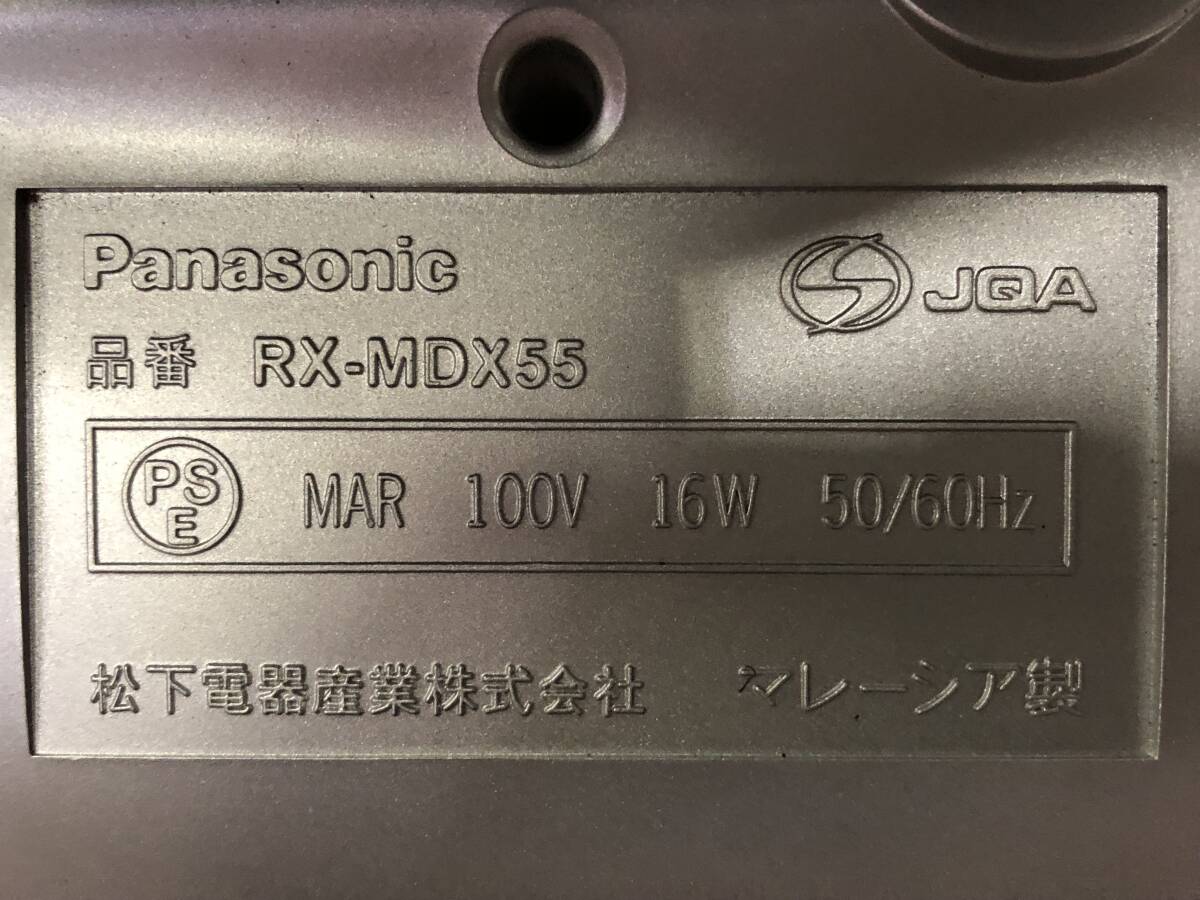 Panasonic
JQA
品番 RX-MDX55
PSE MAR 100V 16W 50/60Hz
松下電器産業株式会社 マレーシア製